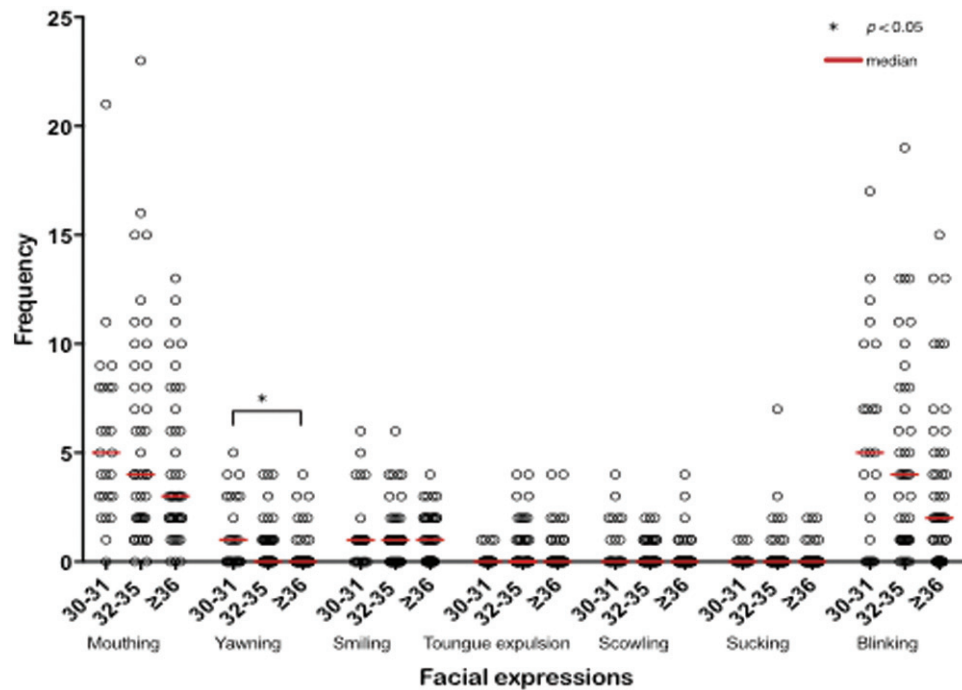 25
20
15
10
5
0
Frequency
* p < 0.05
median
*
30-31 32-35 ≥36 30-31 32-35 ≥36 30-31 32-35 ≥36 30-31 32-35 ≥36 30-31 32-35 ≥36 30-31 32-35 ≥36 30-31 32-35 ≥36
Mouthing Yawning Smiling Toungue expulsion Scowling Sucking Blinking
Facial expressions